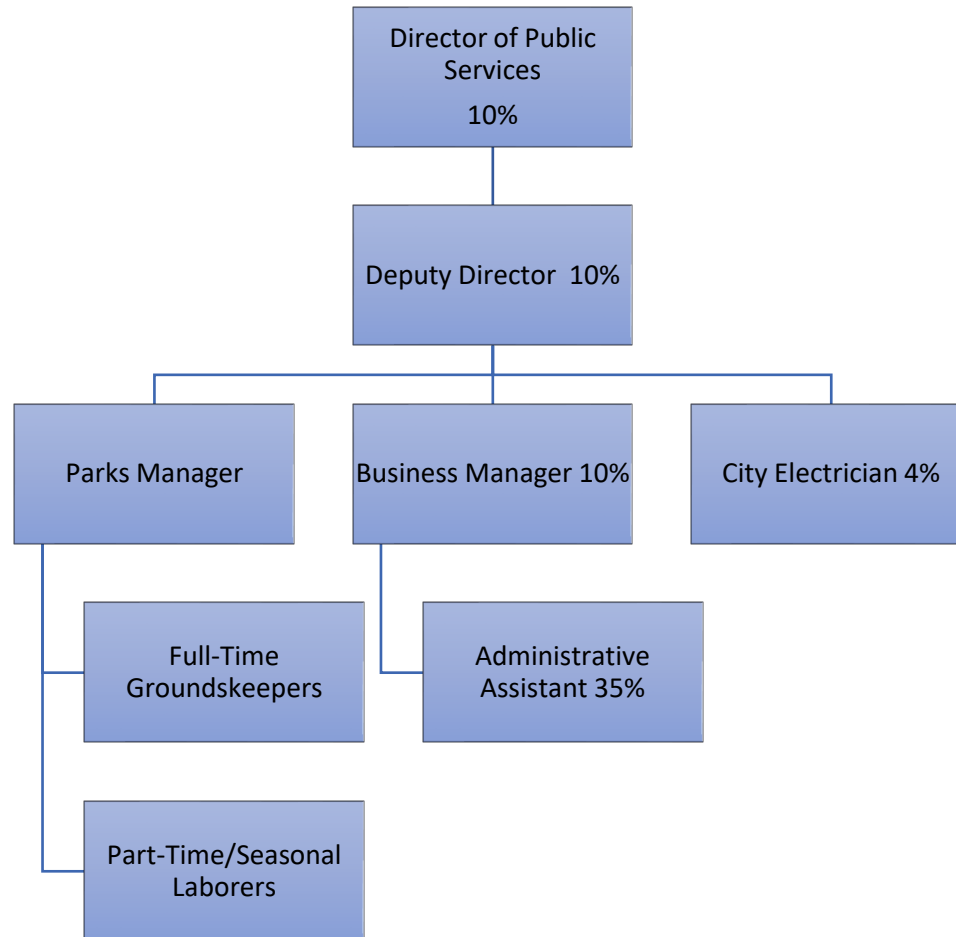 Director of Public
Services
10%
Deputy Director  10%
Parks Manager
Business Manager 10%
City Electrician 4%
Full-Time
Groundskeepers
Administrative
Assistant 35%
Part-Time/Seasonal
Laborers